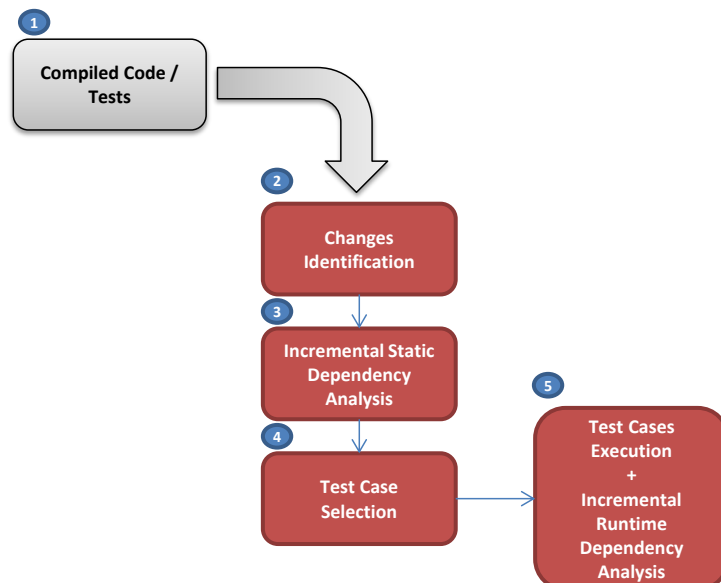 1
Compiled Code /
Tests
2
Changes
Identification
3
Incremental Static
Dependency
Analysis
4
Test Case
Selection
5
Test Cases
Execution
+
Incremental
Runtime
Dependency
Analysis